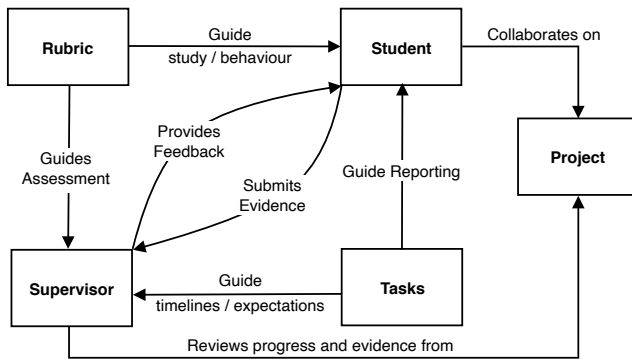 Rubric
Guide
study / behaviour
Student
Collaborates on
Provides
Feedback
Project
Guides
Assessment
Guide Reporting
Submits
Evidence
Supervisor
Guide
timelines / expectations
Tasks
Reviews progress and evidence from